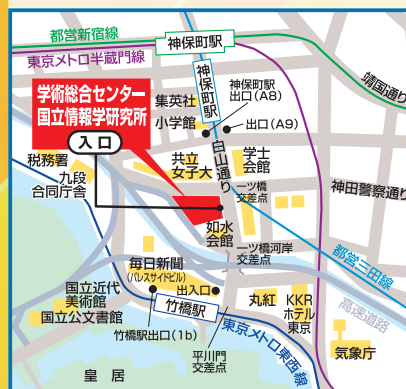 都営新宿線
東京メトロ半蔵門線
神保町駅
神保町駅
靖国通り
学術総合センター
国立情報学研究所
入口
集英社
小学館
神保町駅
出口（A8）
出口（A9）
白山通り
税務署
九段
合同庁舎
共立
女子大
学士
会館
一ツ橋
交差点
神田警察通り
如水
会館
一ツ橋河岸
交差点
都営三田線
毎日新聞
（パレスサイドビル）
出入口
国立近代
美術館
国立公文書館
竹橋駅
丸紅
KKR
ホテル
東京
高速道路
竹橋駅出口（1b）
東京メトロ東西線
平川門
交差点
気象庁
皇居